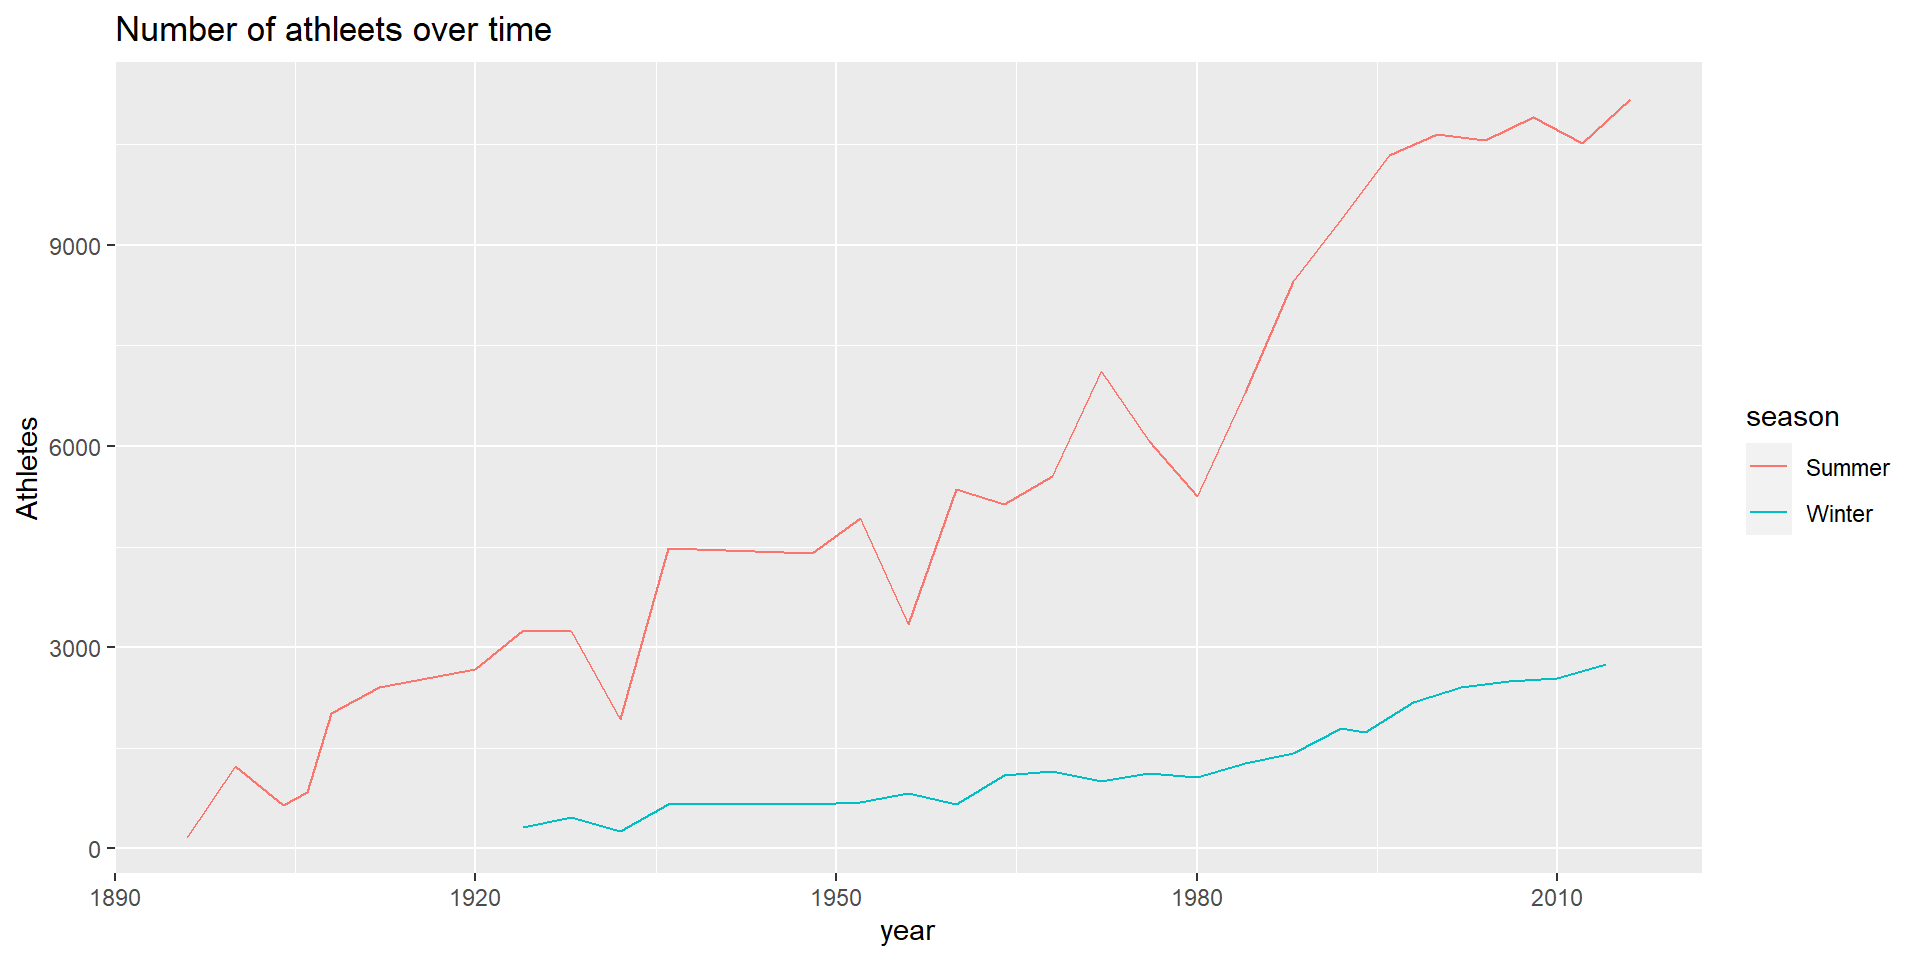 Number of athleets over time
9000
6000
3000
0
Athletes
1890 1920 1950 1980 2010
year
season
Summer
Winter